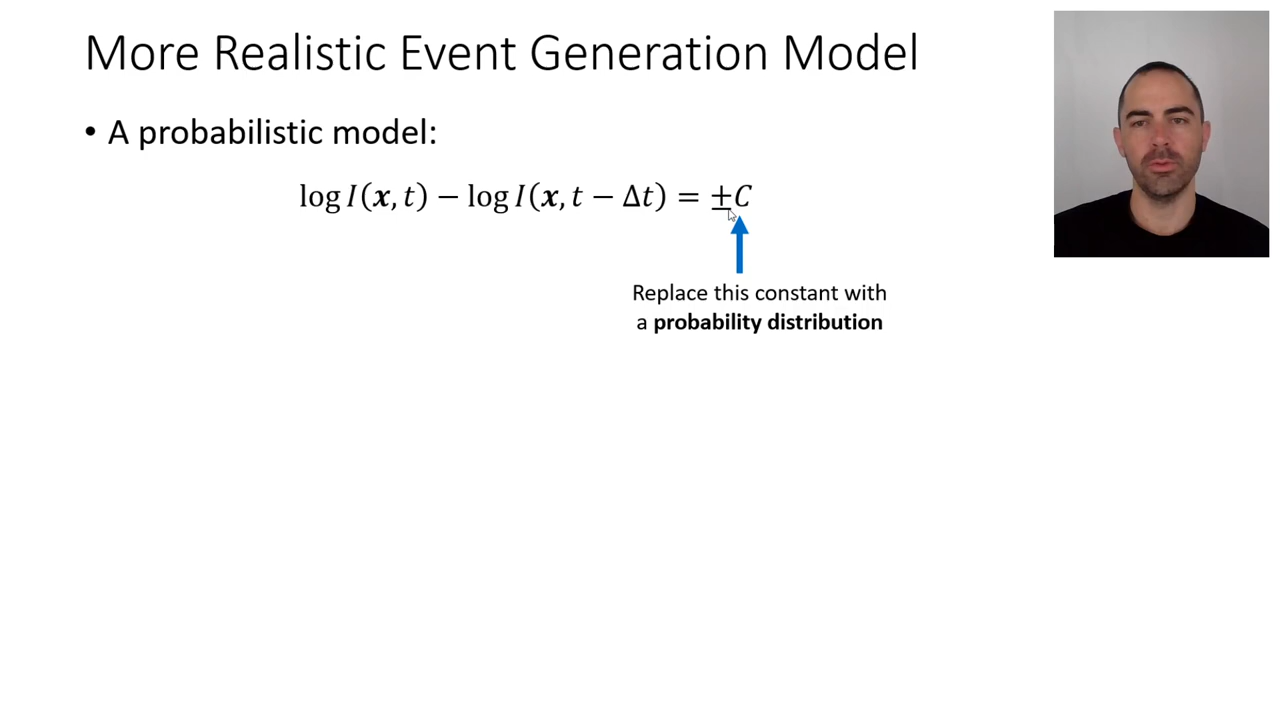 More Realistic Event Generation Model
• A probabilistic model:
log I(x, t) − log I(x, t − Δt) = ±C
Replace this constant with
a probability distribution